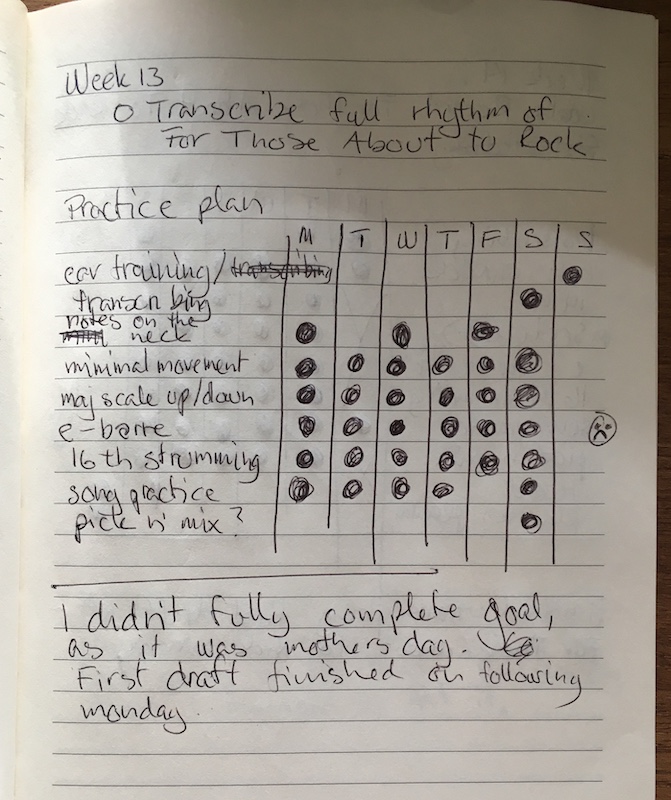 Week 13
o Transcribe full rhythm of
For Those About to Rock
Practice plan
M T W T F S S
ear training/transcribing
transcribing
notes on the
neck
minimal movement
maj scale up/down
e-barre
16th strumming
song practice
pick n' mix?
I didn't fully complete goal,
as it was mothers day.
First draft finished on following
monday.